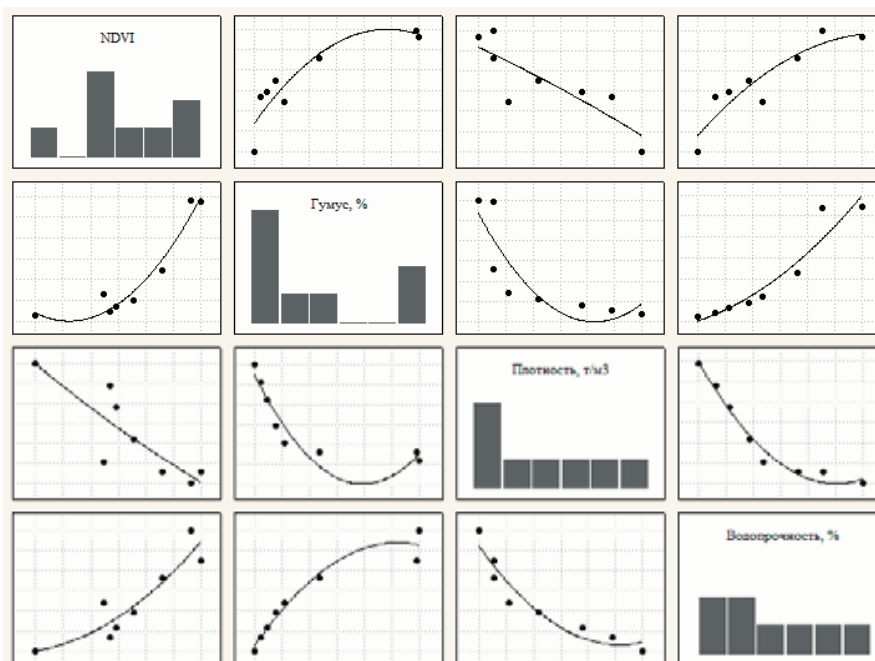 NDVI
Гумус, %
Плотность, т/м3
Водопрочность, %